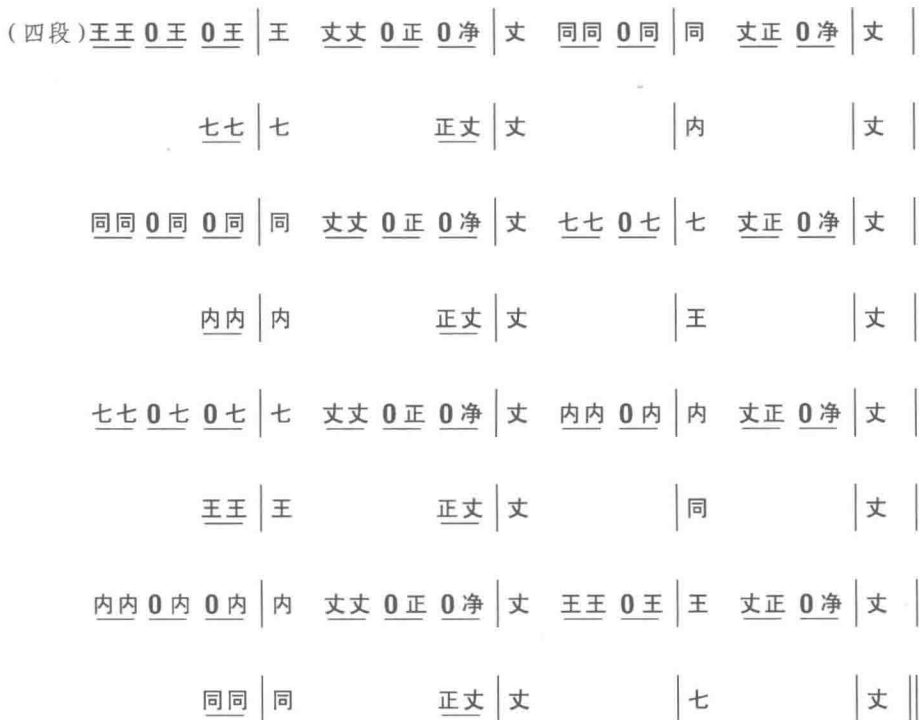 （四段）王王 0王 0王 | 王 丈丈 0正 0净 | 丈 同同 0同 | 同 丈正 0净 | 丈 |
七七 | 七 正丈 | 丈 | 内 | 丈 |
同同 0同 0同 | 同 丈丈 0正 0净 | 丈 七七 0七 | 七 丈正 0净 | 丈 ||
内内 | 内 正丈 | 丈 | 王 | 丈 |
七七 0七 0七 | 七 丈丈 0正 0净 | 丈 内内 0内 | 内 丈正 0净 | 丈 |
王王 | 王 正丈 | 丈 | 同 | 丈 |
内内 0内 0内 | 内 丈丈 0正 0净 | 丈 王王 0王 | 王 丈正 0净 | 丈 |
同同 | 同 正丈 | 丈 | 七 | 丈 ||